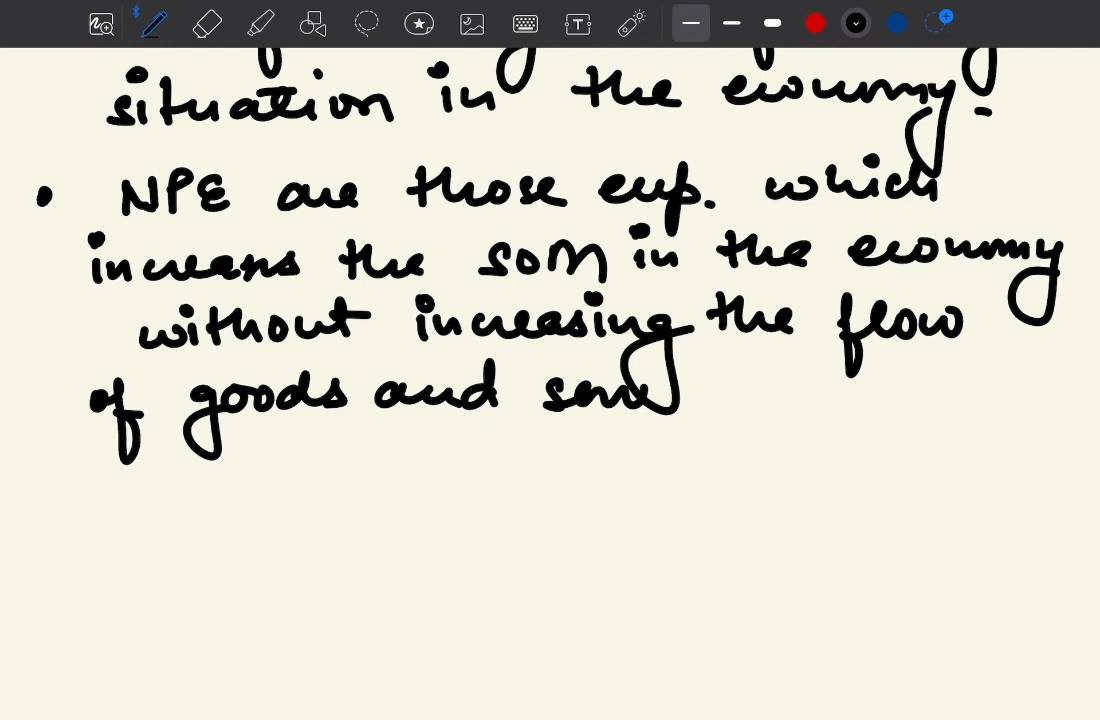 situation in the economy.
• NPE are those exp. which
increase the SOM in the economy
without increasing the flow
of goods and serv